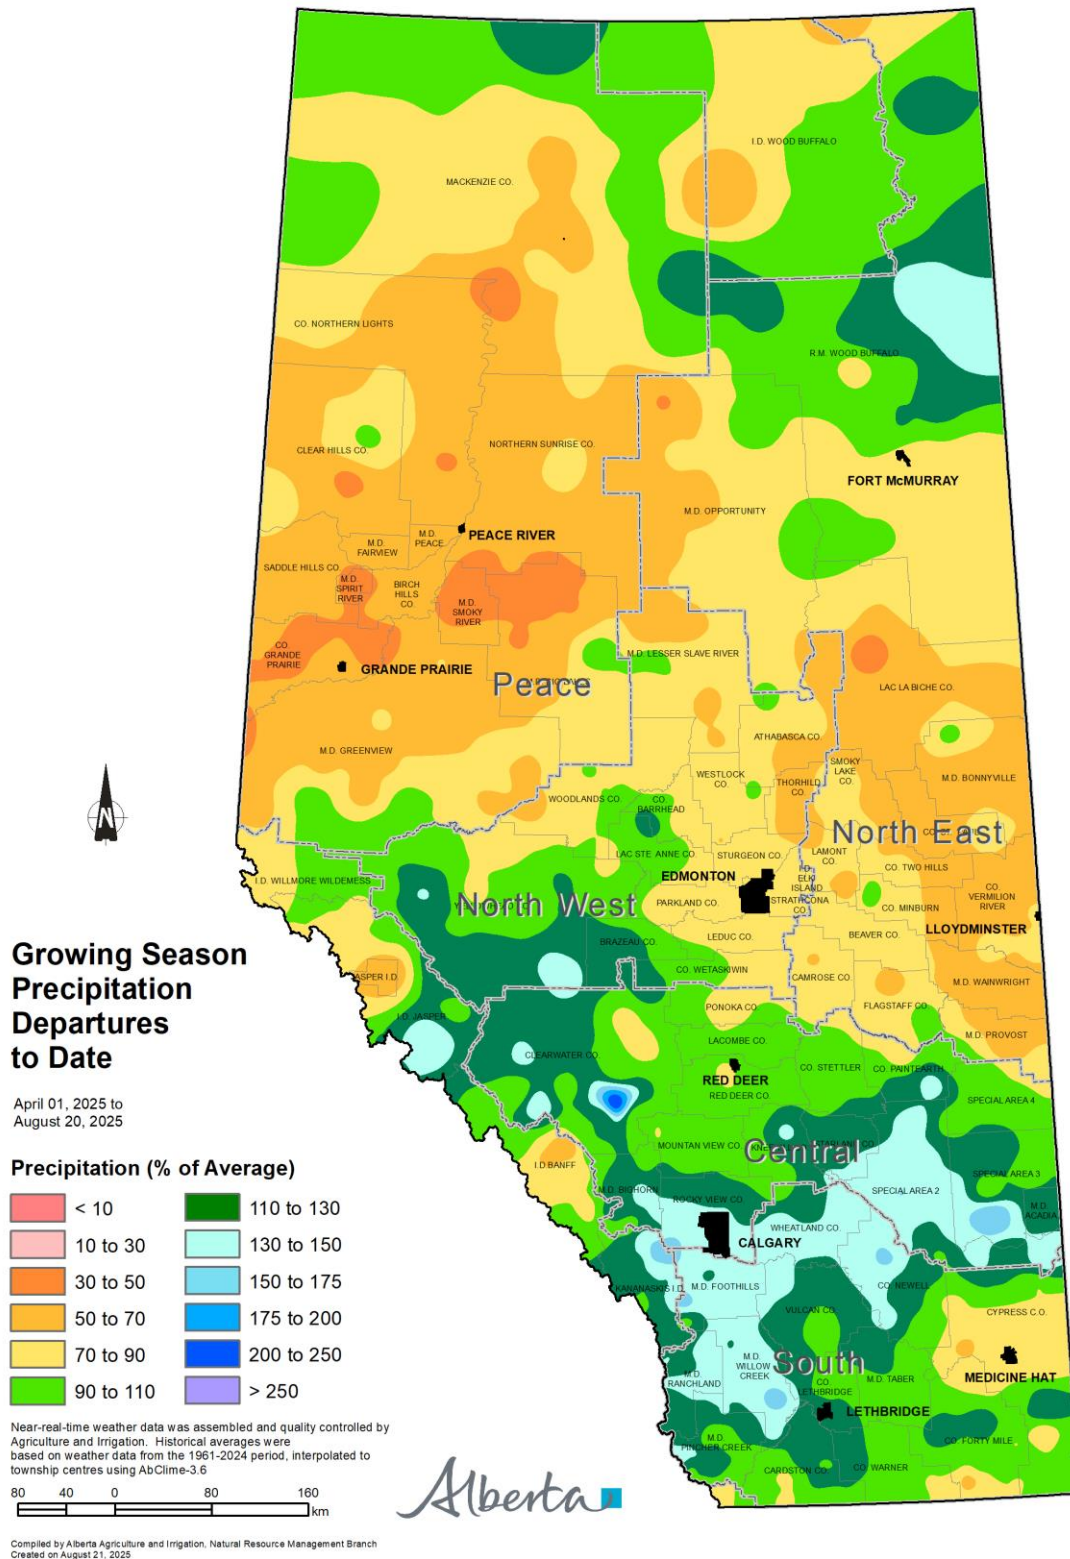 I.D. WOOD BUFFALO
MACKENZIE CO.
CO. NORTHERN LIGHTS
R.M. WOOD BUFFALO
CLEAR HILLS CO.
NORTHERN SUNRISE CO.
FORT McMURRAY
M.D. OPPORTUNITY
PEACE RIVER
M.D.
PEACE
M.D.
FAIRVIEW
SADDLE HILLS CO.
M.D.
SPIRIT
RIVER
BIRCH
HILLS
CO.
M.D.
SMOKY
RIVER
CO.
GRANDE
PRAIRIE
GRANDE PRAIRIE
M.D. LESSER SLAVE RIVER
Peace
LAC LA BICHE CO.
M.D. GREENVIEW
ATHABASCA CO.
WESTLOCK
CO.
THORHILD
CO.
SMOKY
LAKE
CO.
M.D. BONNYVILLE
WOODLANDS CO.
CO.
BARRHEAD
N
North East
LAC STE ANNE CO.
STURGEON CO.
LAMONT
CO.
CO. TWO HILLS
EDMONTON
I.D.
ELK
ISLAND
STRATHCONA
CO.
I.D. WILLMORE WILDERNESS
PARKLAND CO.
CO. MINBURN
CO.
VERMILION
RIVER
North West
LLOYDMINSTER
BRAZEAU CO.
LEDUC CO.
BEAVER CO.
CO. WETASKIWIN
CAMROSE CO.
M.D. WAINWRIGHT
JASPER I.D.
PONOKA CO.
FLAGSTAFF CO.
I.D. JASPER
M.D. PROVOST
LACOMBE CO.
CLEARWATER CO.
CO. STETTLER
CO. PAINTEARTH
RED DEER
RED DEER CO.
SPECIAL AREA 4
MOUNTAN VIEW CO.
Central
I.D BANFF
SPECIAL AREA 3
M.D. BIGHORN
ROCKY VIEW CO.
SPECIAL AREA 2
M.D.
ACADIA
WHEATLAND CO.
CALGARY
KANANASKIS I.D.
M.D. FOOTHILLS
CO. NEWELL
VULCAN CO.
CYPRESS C.O.
M.D.
WILLOW
CREEK
South
M.D.
RANCHLAND
CO.
LETHBRIDGE
M.D. TABER
MEDICINE HAT
LETHBRIDGE
M.D.
PINCHER CREEK
CO. FORTY MILE
CARDSTON CO.
CO. WARNER
Growing Season
Precipitation
Departures
to Date
April 01, 2025 to
August 20, 2025
Precipitation (% of Average)
< 10
10 to 30
30 to 50
50 to 70
70 to 90
90 to 110
110 to 130
130 to 150
150 to 175
175 to 200
200 to 250
> 250
Near-real-time weather data was assembled and quality controlled by
Agriculture and Irrigation. Historical averages were
based on weather data from the 1961-2024 period, interpolated to
township centres using AbClime-3.6
80 40 0 80 160
km
Alberta
Compiled by Alberta Agriculture and Irrigation, Natural Resource Management Branch
Created on August 21, 2025